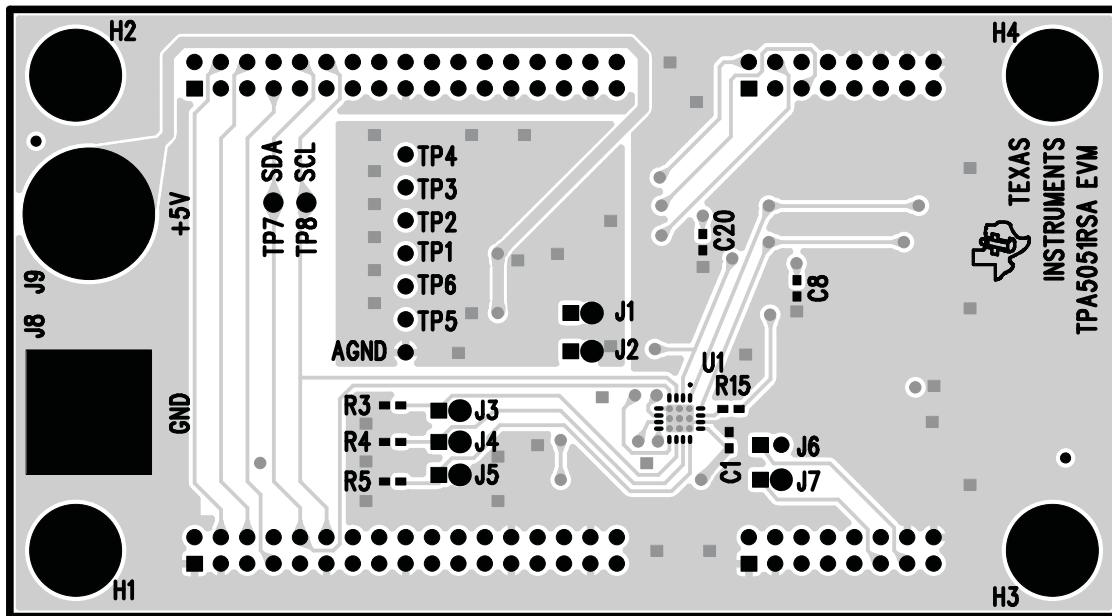 H2
H4
SDA
SCL
TP7
TP8
TP4
TP3
TP2
TP1
TP6
TP5
AGND
+5V
J9
J8
GND
C20
C8
TEXAS
INSTRUMENTS
TPA5051RSA EVM
J1
J2
U1
R15
R3
J3
R4
J4
R5
J5
C1
J6
J7
H1
H3